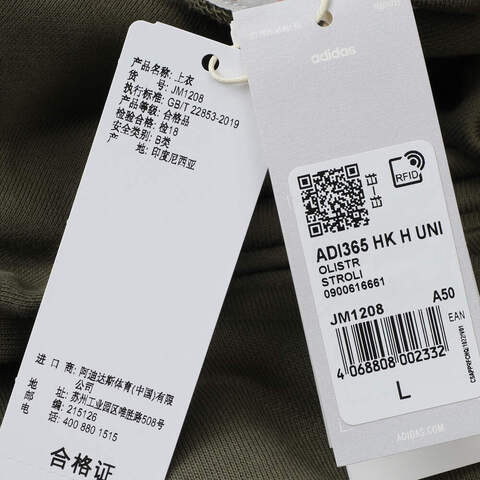 产品名称: 上衣
货 号: JM1208
执行标准: GB/T 22853-2019
产品等级: 合格品
检验合格: 检18
安全类别: B类
产 地: 印度尼西亚
进口商: 阿迪达斯体育(中国)有限公司
地址: 苏州工业园区唯胜路508号
邮编: 215126
电话: 400 880 1515
合格证
adidas
RFID
ADI365 HK H UNI
OLISTR
STROLI
0900616661
JM1208 A50
EAN
4 068808 002332
L
ADIDAS.COM